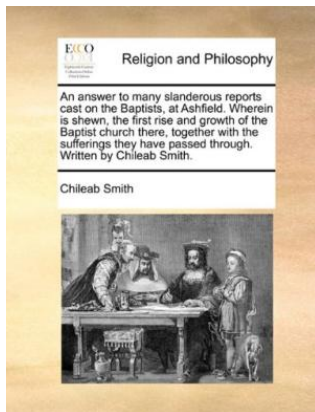 ECCO
Religion and Philosophy
An answer to many slanderous reports
cast on the Baptists, at Ashfield. Wherein
is shewn, the first rise and growth of the
Baptist church there, together with the
sufferings they have passed through.
Written by Chileab Smith.
Chileab Smith